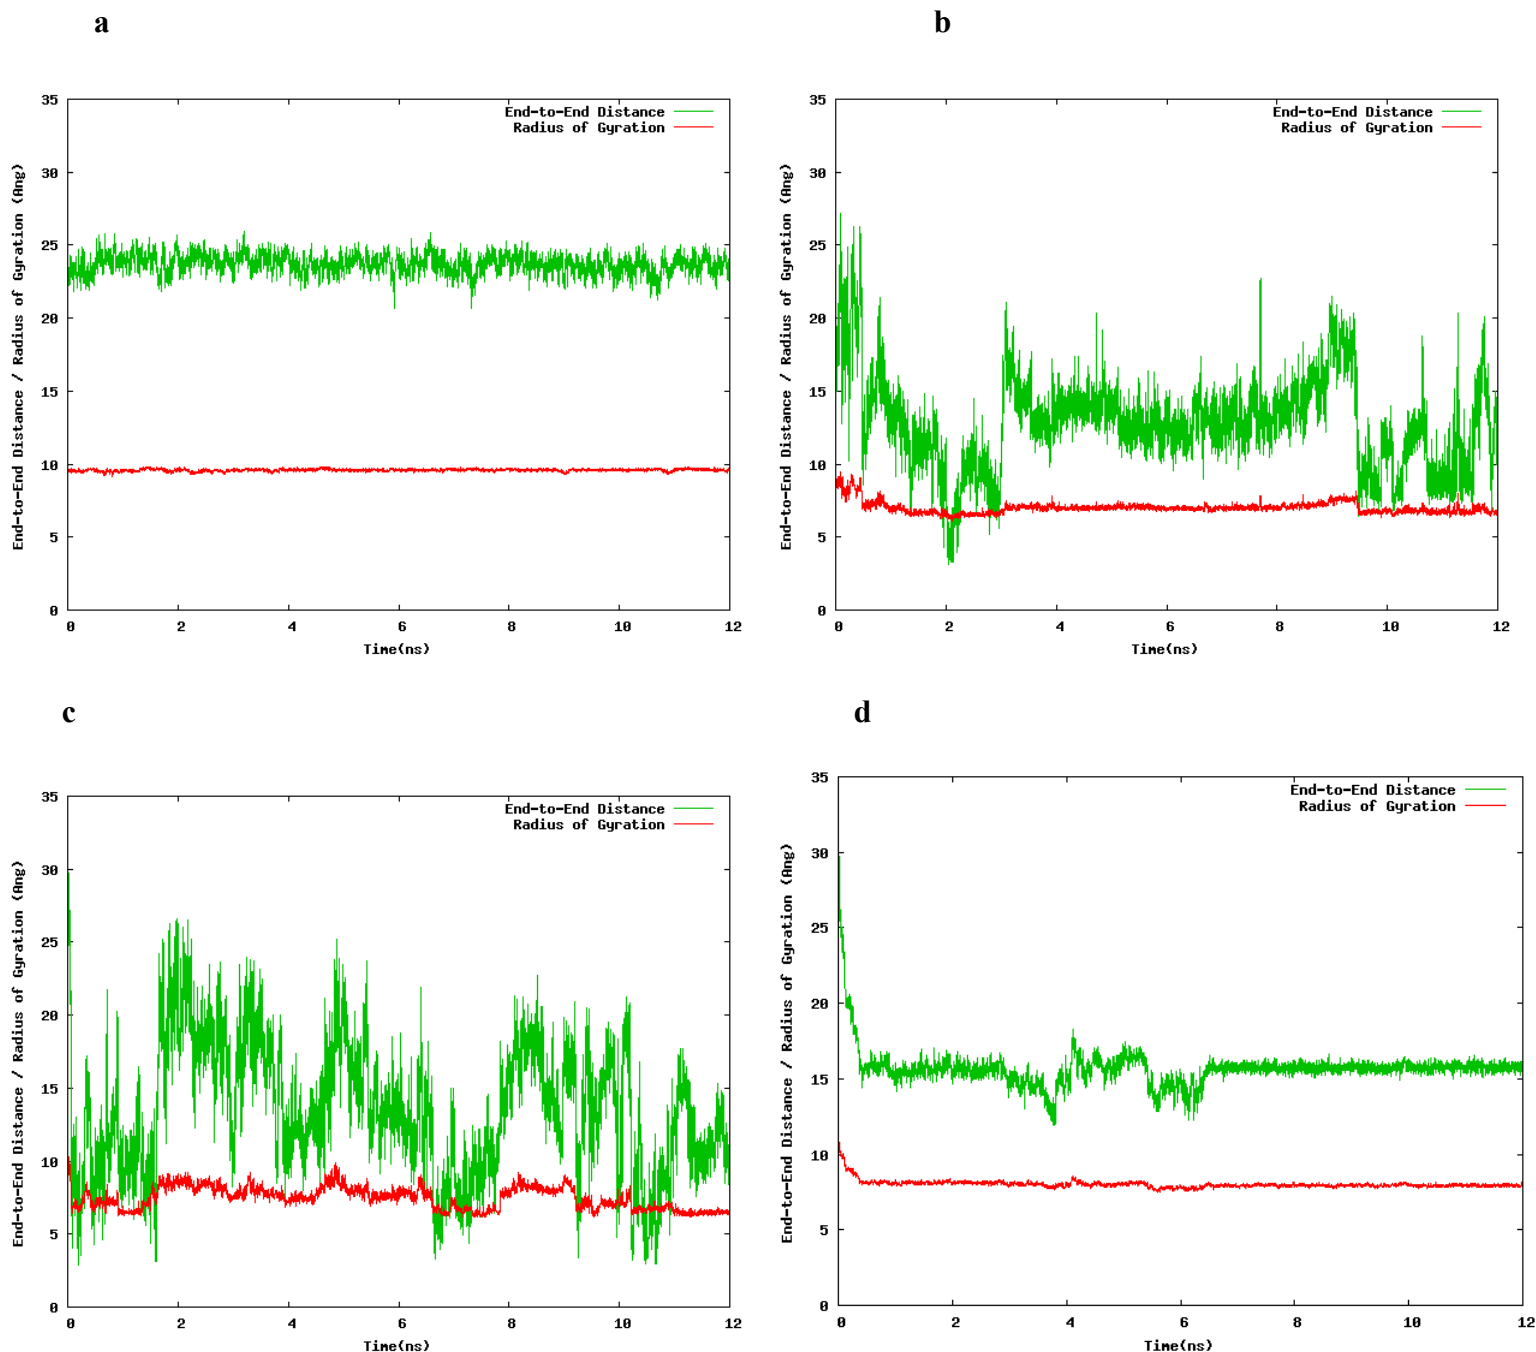 a
35
30
25
20
15
10
5
0
End-to-End Distance / Radius of Gyration (Ang)
End-to-End Distance
Radius of Gyration
0 2 4 6 8 10 12
Time(ns)
b
35
30
25
20
15
10
5
0
End-to-End Distance / Radius of Gyration (Ang)
End-to-End Distance
Radius of Gyration
0 2 4 6 8 10 12
Time(ns)
c
35
30
25
20
15
10
5
0
End-to-End Distance / Radius of Gyration (Ang)
End-to-End Distance
Radius of Gyration
0 2 4 6 8 10 12
Time(ns)
d
35
30
25
20
15
10
5
0
End-to-End Distance / Radius of Gyration (Ang)
End-to-End Distance
Radius of Gyration
0 2 4 6 8 10 12
Time(ns)